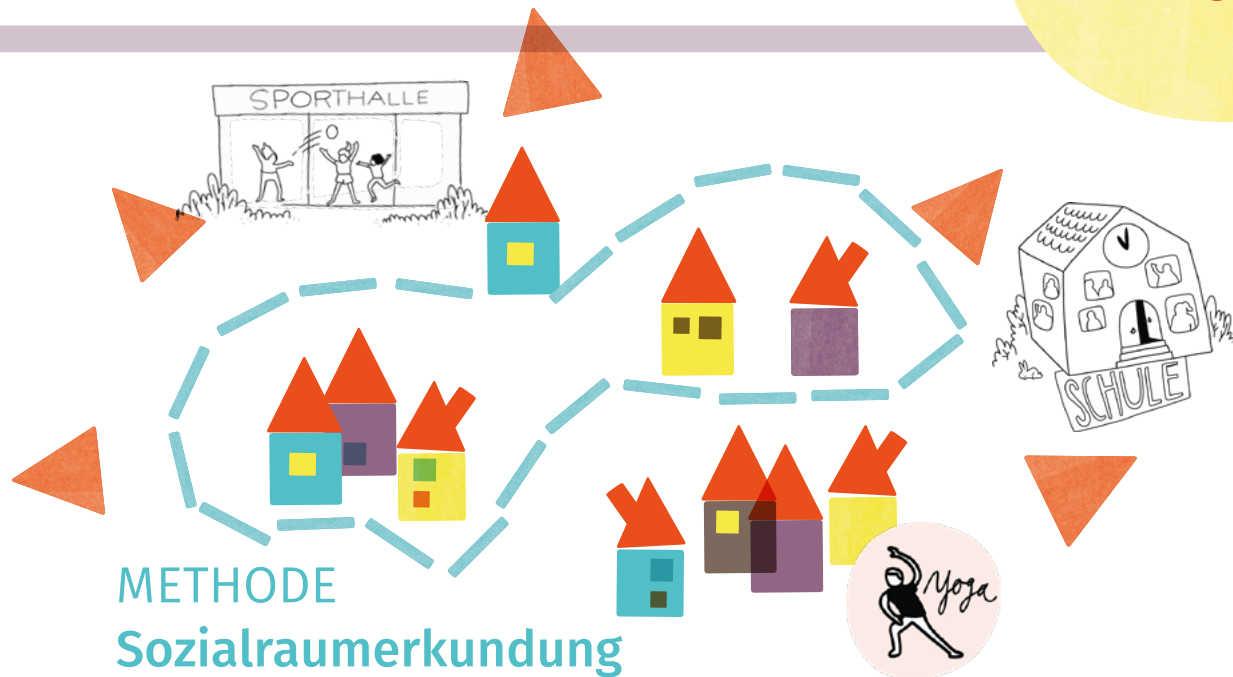 SPORTHALLE
SCHULE
Yoga
METHODE
Sozialraumerkundung